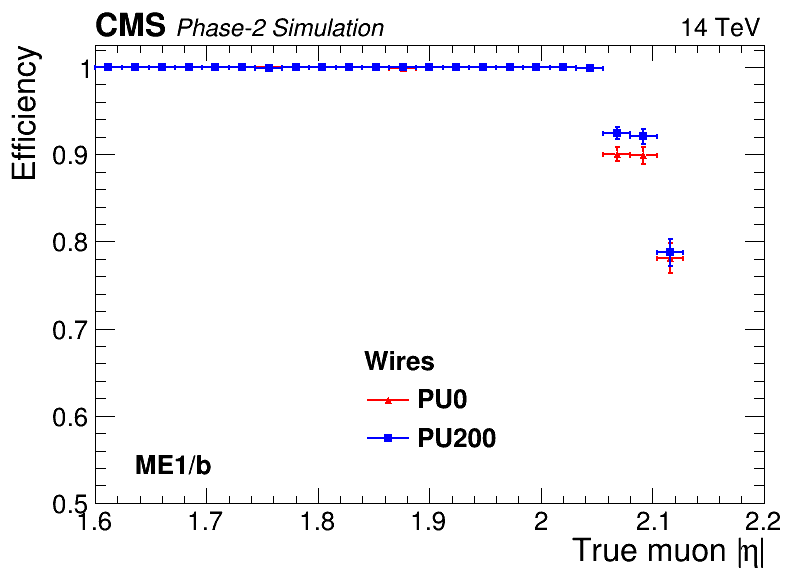 CMS Phase-2 Simulation 14 TeV
Efficiency
1
0.9
0.8
0.7
0.6
0.5
Wires
PU0
PU200
ME1/b
1.6 1.7 1.8 1.9 2 2.1 2.2
True muon |η|